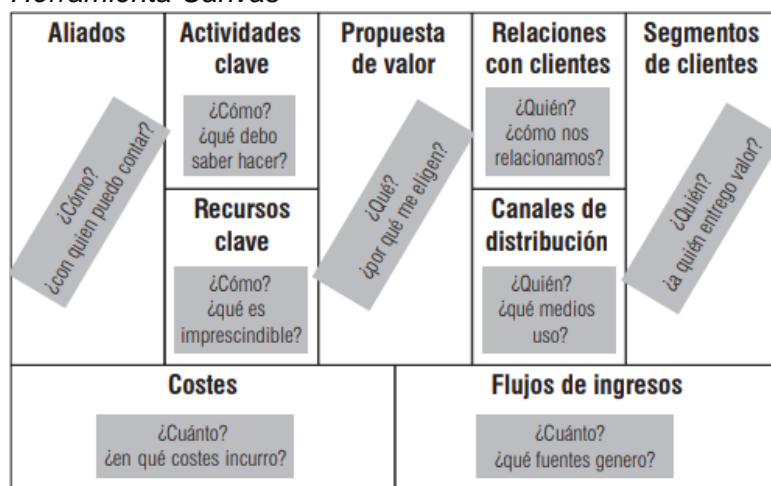 Herramienta Canvas
Aliados
¿Cómo?
¿con quien puedo contar?
Actividades
clave
¿Cómo?
¿qué debo
saber hacer?
Recursos
clave
¿Cómo?
¿qué es
imprescindible?
Propuesta
de valor
¿Qué?
¿por qué me eligen?
Relaciones
con clientes
¿Quién?
¿cómo nos
relacionamos?
Canales de
distribución
¿Quién?
¿qué medios
uso?
Segmentos
de clientes
¿Quién?
¿a quién entrego valor?
Costes
¿Cuánto?
¿en qué costes incurro?
Flujos de ingresos
¿Cuánto?
¿qué fuentes genero?